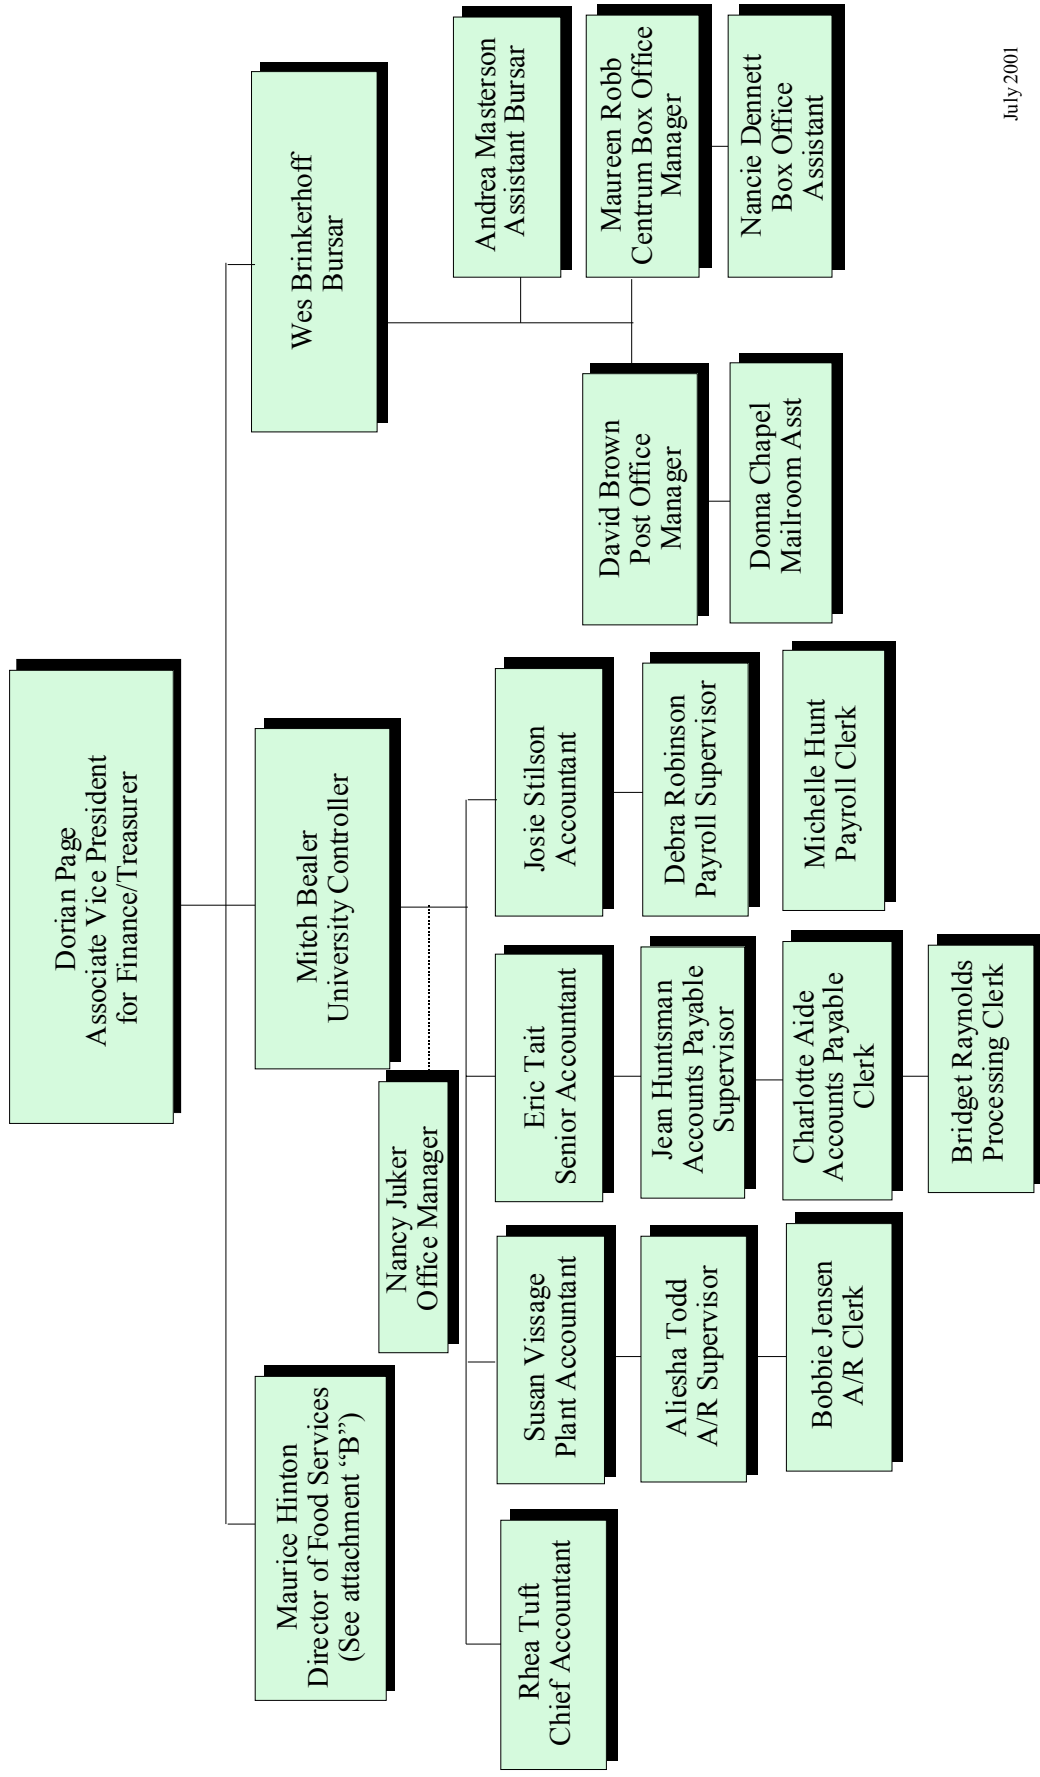 Dorian Page
Associate Vice President
for Finance/Treasurer
Maurice Hinton
Director of Food Services
(See attachment “B”)
Mitch Bealer
University Controller
Wes Brinkerhoff
Bursar
Nancy Juker
Office Manager
Rhea Tuft
Chief Accountant
Susan Vissage
Plant Accountant
Aliesha Todd
A/R Supervisor
Bobbie Jensen
A/R Clerk
Eric Tait
Senior Accountant
Jean Huntsman
Accounts Payable
Supervisor
Charlotte Aide
Accounts Payable
Clerk
Bridget Raynolds
Processing Clerk
Josie Stilson
Accountant
Debra Robinson
Payroll Supervisor
Michelle Hunt
Payroll Clerk
David Brown
Post Office
Manager
Donna Chapel
Mailroom Asst
Andrea Masterson
Assistant Bursar
Maureen Robb
Centrum Box Office
Manager
Nancie Dennett
Box Office
Assistant
July 2001